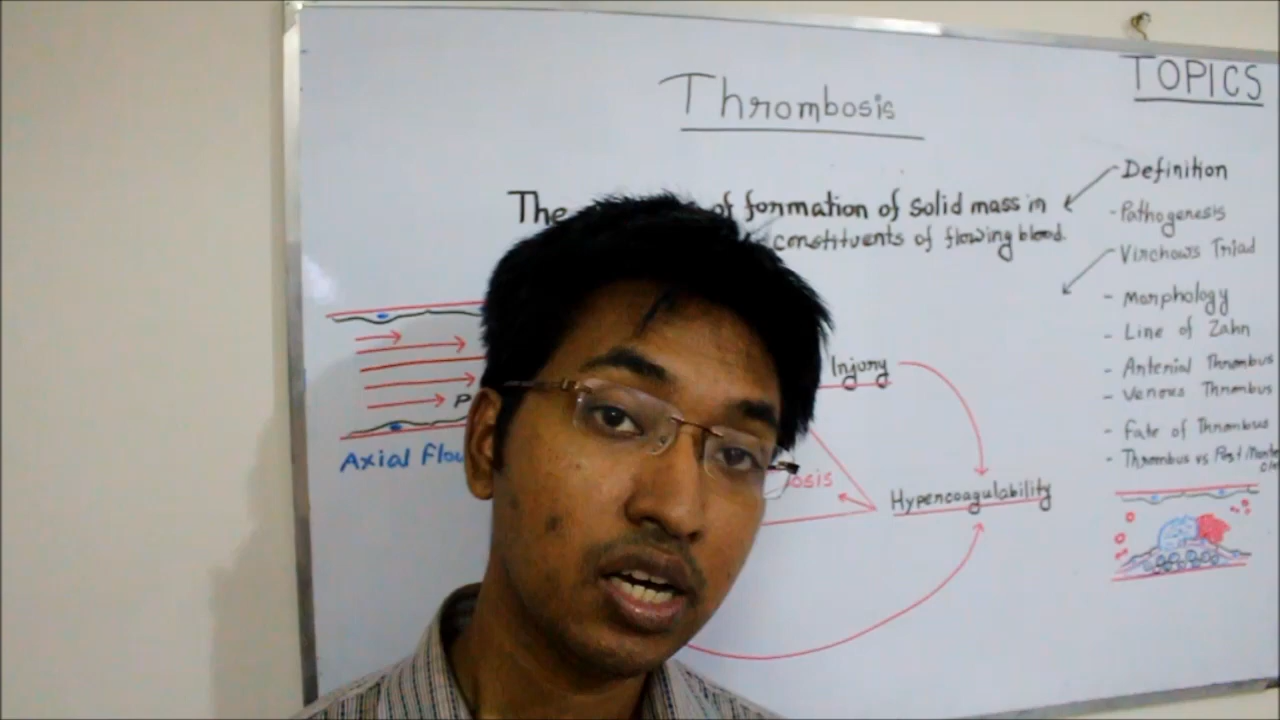 Thrombosis
The of formation of solid mass in
constituents of flowing blood.
Axial Flow
P
Injury
osis
Hypercoagulability
TOPICS
Definition
- Pathogenesis
Virchows Triad
- Morphology
- Line of Zahn
- Arterial Thrombus
- Venous Thrombus
- Fate of Thrombus
- Thrombus vs Post